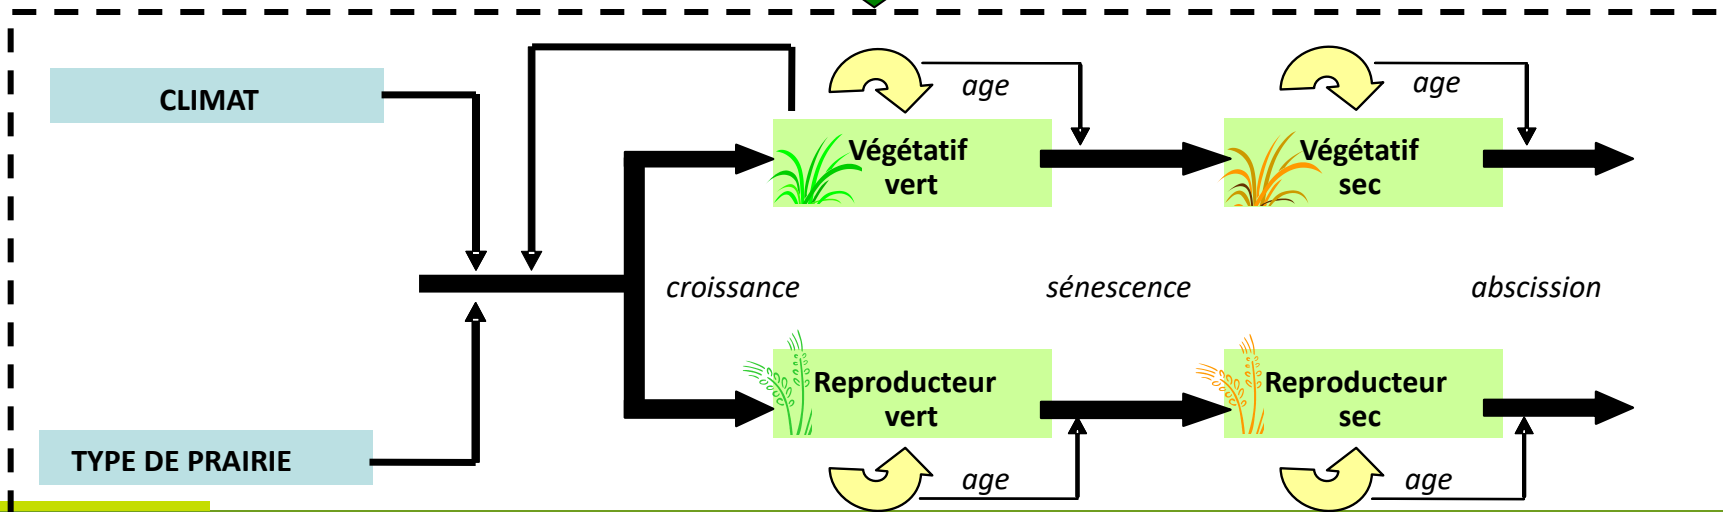 CLIMAT
age
age
Végétatif
vert
Végétatif
sec
croissance
sénescence
abscission
Reproducteur
vert
Reproducteur
sec
TYPE DE PRAIRIE
age
age